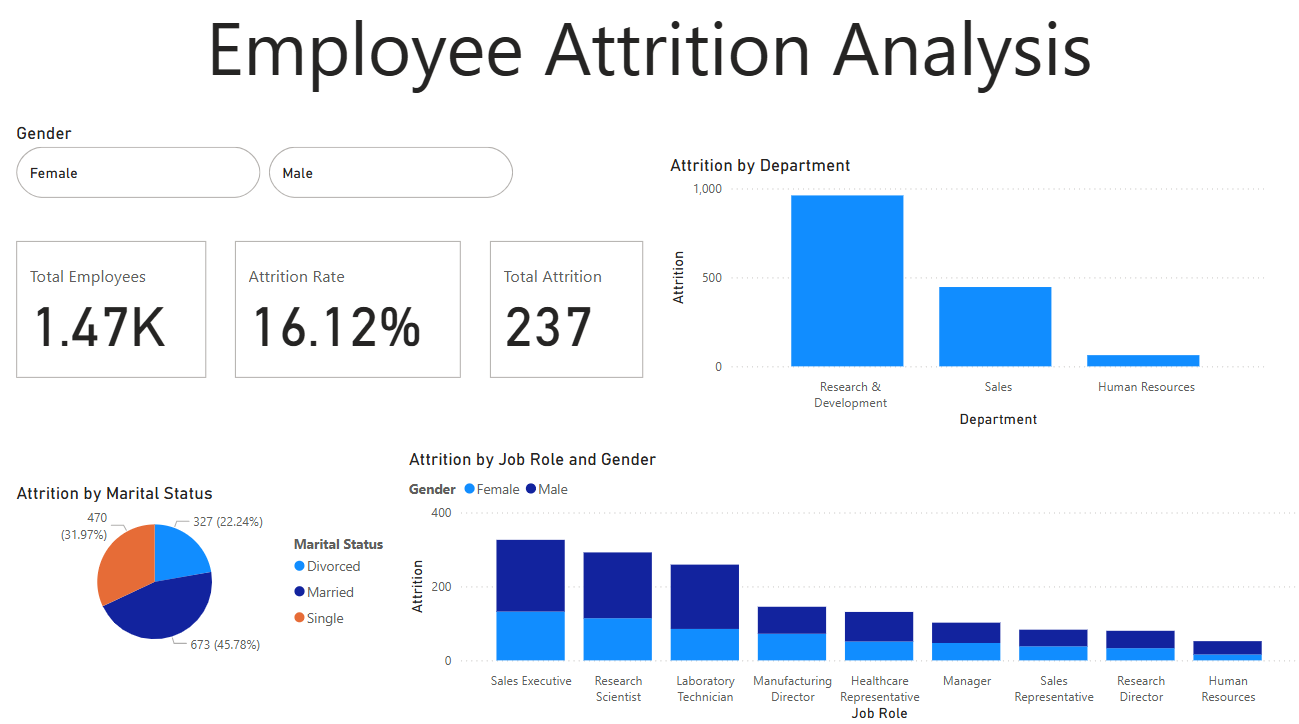 Employee Attrition Analysis
Gender
Female
Male
Total Employees
1.47K
Attrition Rate
16.12%
Total Attrition
237
Attrition by Department
1,000
500
0
Attrition
Research &
Development
Sales
Human Resources
Department
Attrition by Marital Status
470
(31.97%)
327 (22.24%)
673 (45.78%)
Marital Status
Divorced
Married
Single
Attrition by Job Role and Gender
Gender Female Male
400
200
0
Attrition
Sales Executive
Research
Scientist
Laboratory
Technician
Manufacturing
Director
Healthcare
Representative
Manager
Sales
Representative
Research
Director
Human
Resources
Job Role